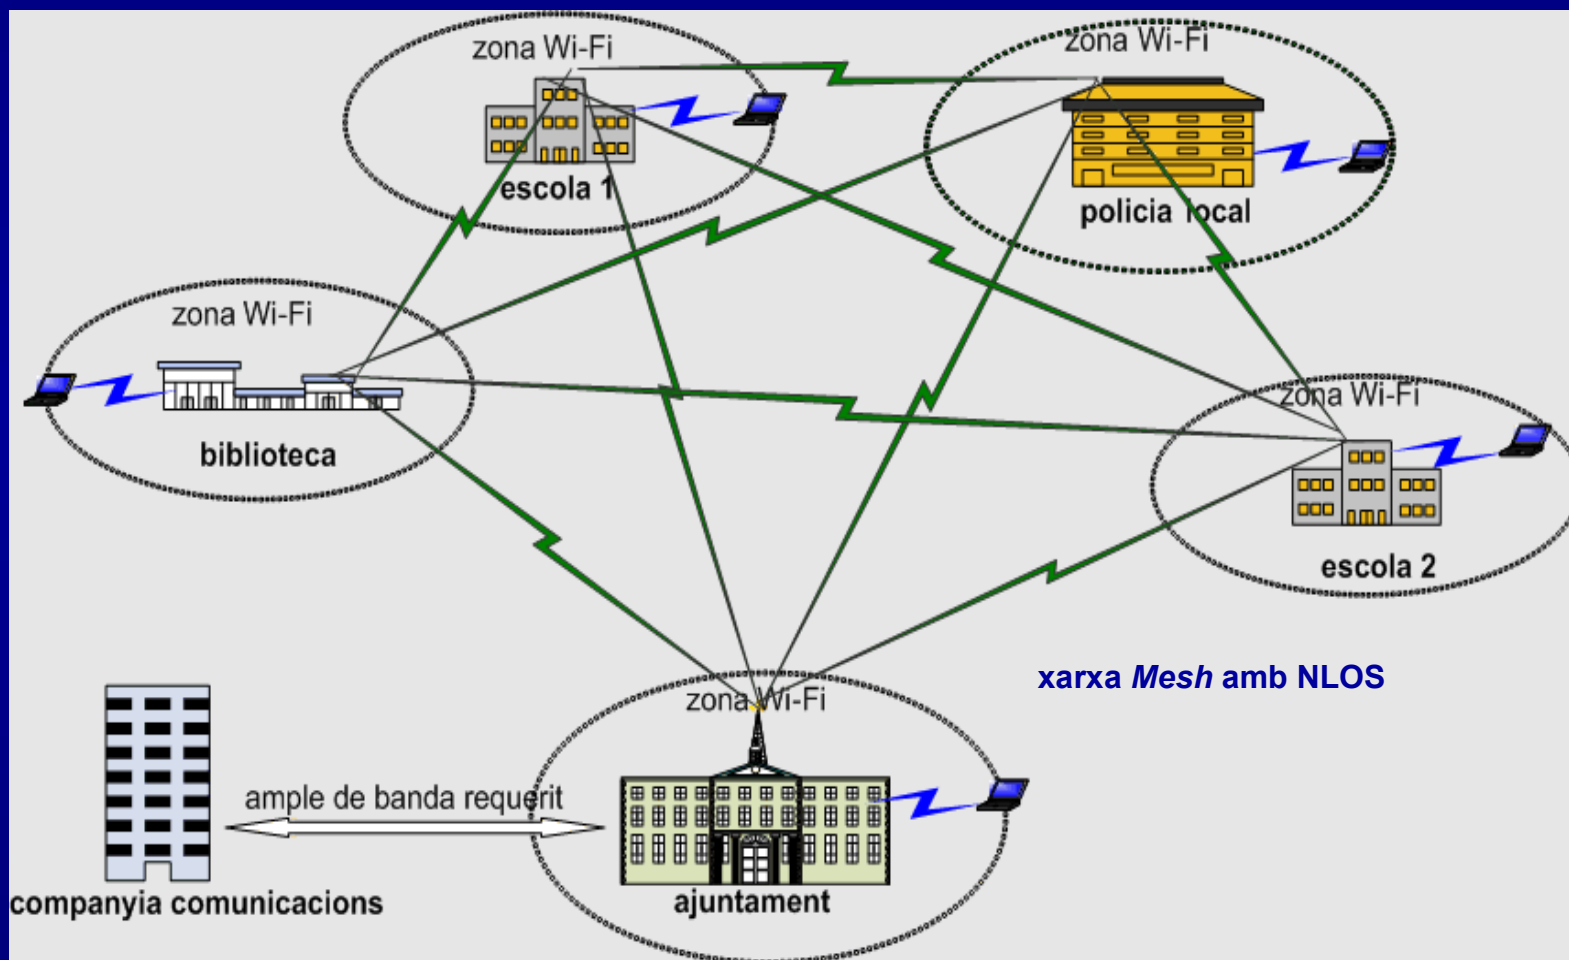 zona Wi-Fi
escola 1
zona Wi-Fi
policia local
zona Wi-Fi
biblioteca
zona Wi-Fi
escola 2
xarxa Mesh amb NLOS
zona Wi-Fi
ajuntament
ample de banda requerit
companyia comunicacions